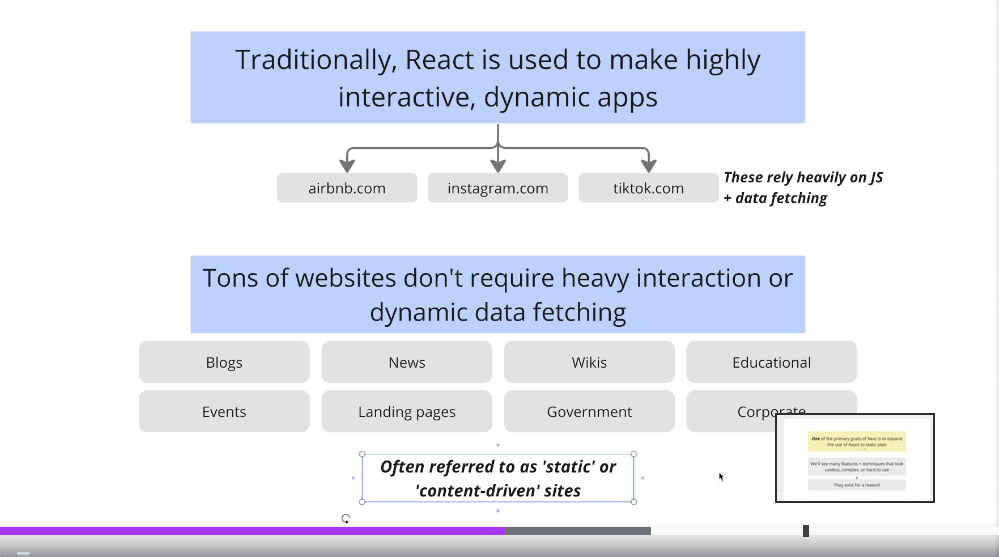 Traditionally, React is used to make highly
interactive, dynamic apps
airbnb.com
instagram.com
tiktok.com
These rely heavily on JS
+ data fetching
Tons of websites don't require heavy interaction or
dynamic data fetching
Blogs
News
Wikis
Educational
Events
Landing pages
Government
Corporate
Often referred to as 'static' or
'content-driven' sites
One of the primary goals of Next is to expand
the use of React to static sites
We'll see many features + techniques that look
useless, complex, or hard to use
They exist for a reason!